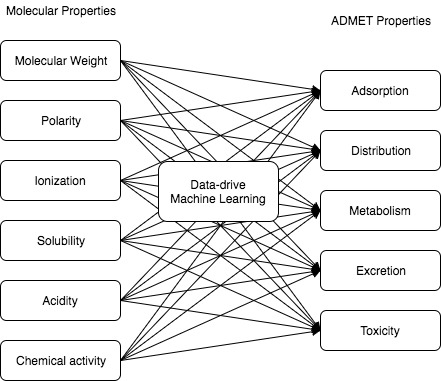 Molecular Properties
ADMET Properties
Molecular Weight
Polarity
Ionization
Solubility
Acidity
Chemical activity
Data-drive
Machine Learning
Adsorption
Distribution
Metabolism
Excretion
Toxicity